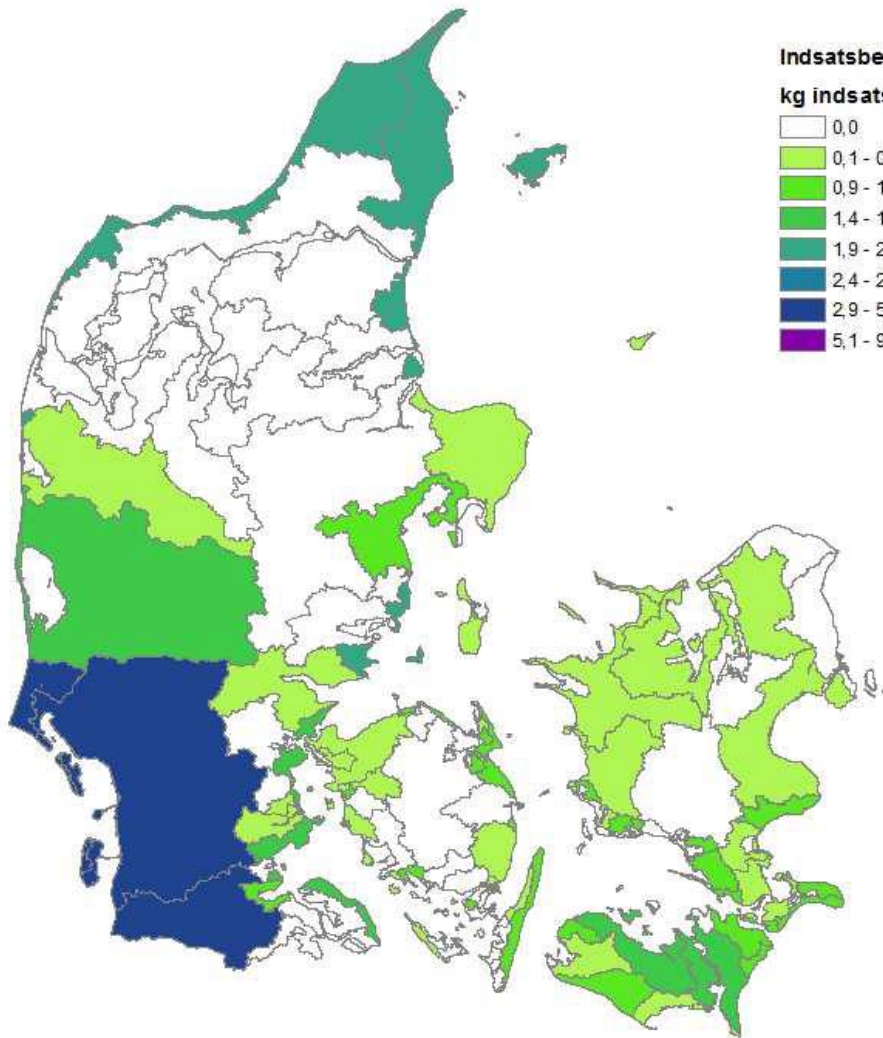 Indsatsbe
kg indsats
0,0
0,1 - 0
0,9 - 1
1,4 - 1
1,9 - 2
2,4 - 2
2,9 - 5
5,1 - 9